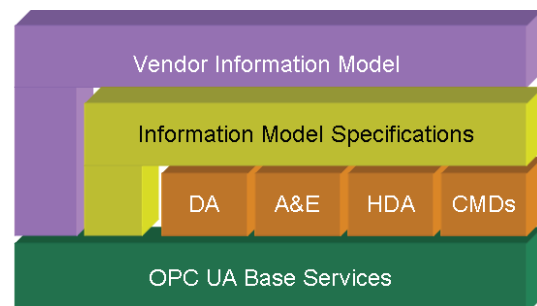 Vendor Information Model
Information Model Specifications
DA A&E HDA CMDs
OPC UA Base Services